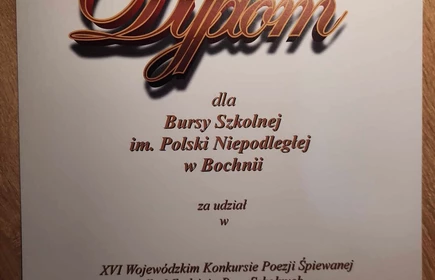 Dyplom
dla
Bursy Szkolnej
im. Polski Niepodległej
w Bochnii
za udział
w
XVI Wojewódzkim Konkursie Poezji Śpiewanej